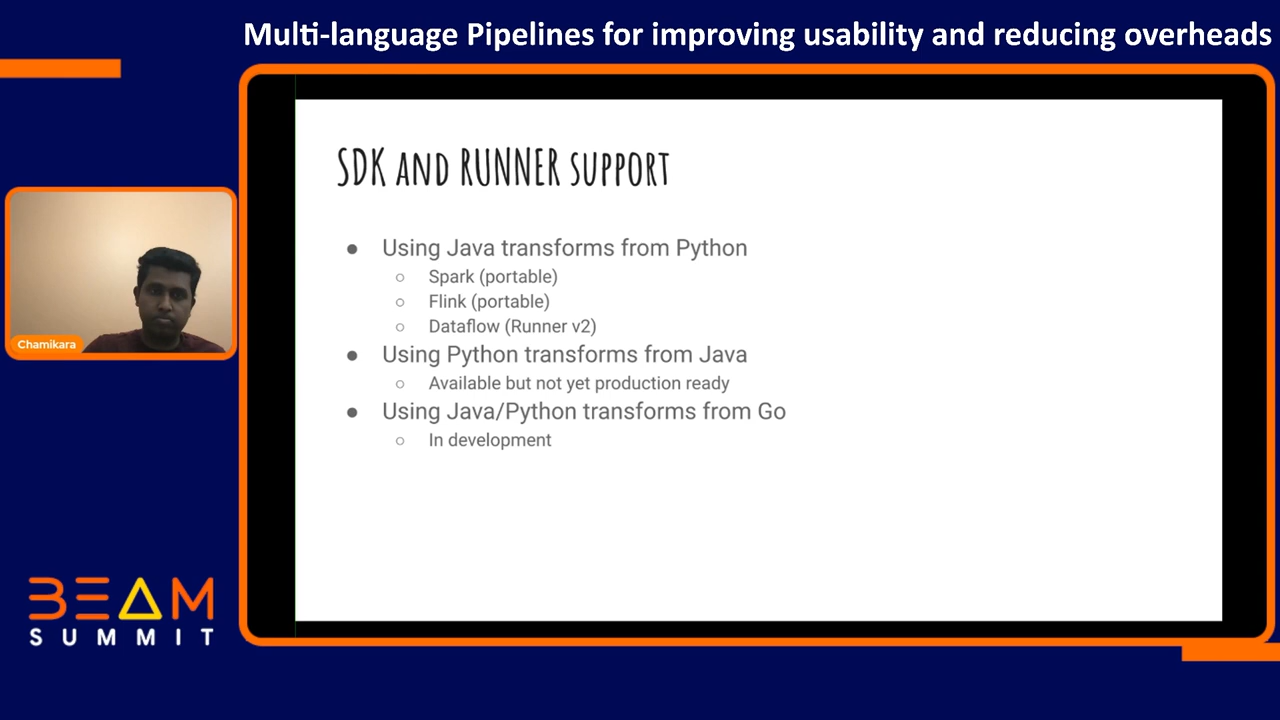 Multi-language Pipelines for improving usability and reducing overheads
SDK AND RUNNER SUPPORT
● Using Java transforms from Python
○ Spark (portable)
○ Flink (portable)
○ Dataflow (Runner v2)
● Using Python transforms from Java
○ Available but not yet production ready
● Using Java/Python transforms from Go
○ In development
Chamikara
BEAM
SUMMIT